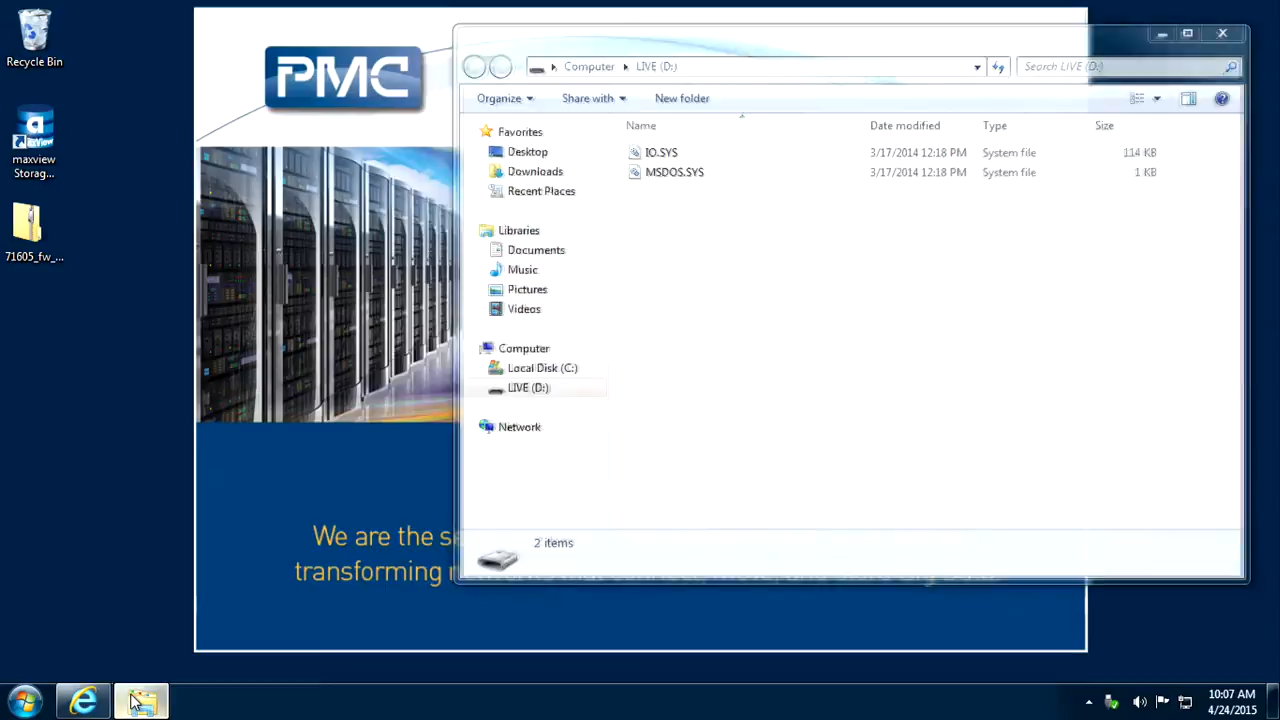 Recycle Bin
maxview
Storag...
71605_fw_...
PMC
Computer
LIVE (D:)
Search LIVE (D:)
Organize
Share with
New folder
Name
Date modified
Type
Size
Favorites
Desktop
Downloads
Recent Places
Libraries
Documents
Music
Pictures
Videos
Computer
Local Disk (C:)
LIVE (D:)
Network
IO.SYS 3/17/2014 12:18 PM System file 114 KB
MSDOS.SYS 3/17/2014 12:18 PM System file 1 KB
2 items
We are the
transforming
10:07 AM
4/24/2015